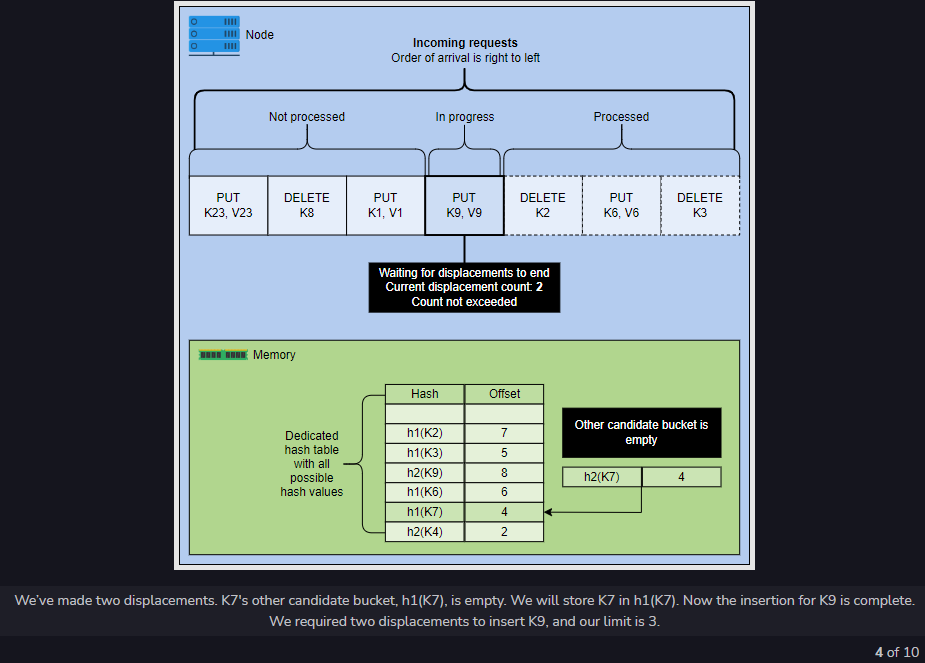 Node
Incoming requests
Order of arrival is right to left
Not processed
In progress
Processed
PUT
K23, V23
DELETE
K8
PUT
K1, V1
PUT
K9, V9
DELETE
K2
PUT
K6, V6
DELETE
K3
Waiting for displacements to end
Current displacement count: 2
Count not exceeded
Memory
Dedicated
hash table
with all
possible
hash values
Hash Offset
h1(K2) 7
h1(K3) 5
h2(K9) 8
h1(K6) 6
h1(K7) 4
h2(K4) 2
Other candidate bucket is
empty
h2(K7) 4
We’ve made two displacements. K7's other candidate bucket, h1(K7), is empty. We will store K7 in h1(K7). Now the insertion for K9 is complete.
We required two displacements to insert K9, and our limit is 3.
4 of 10